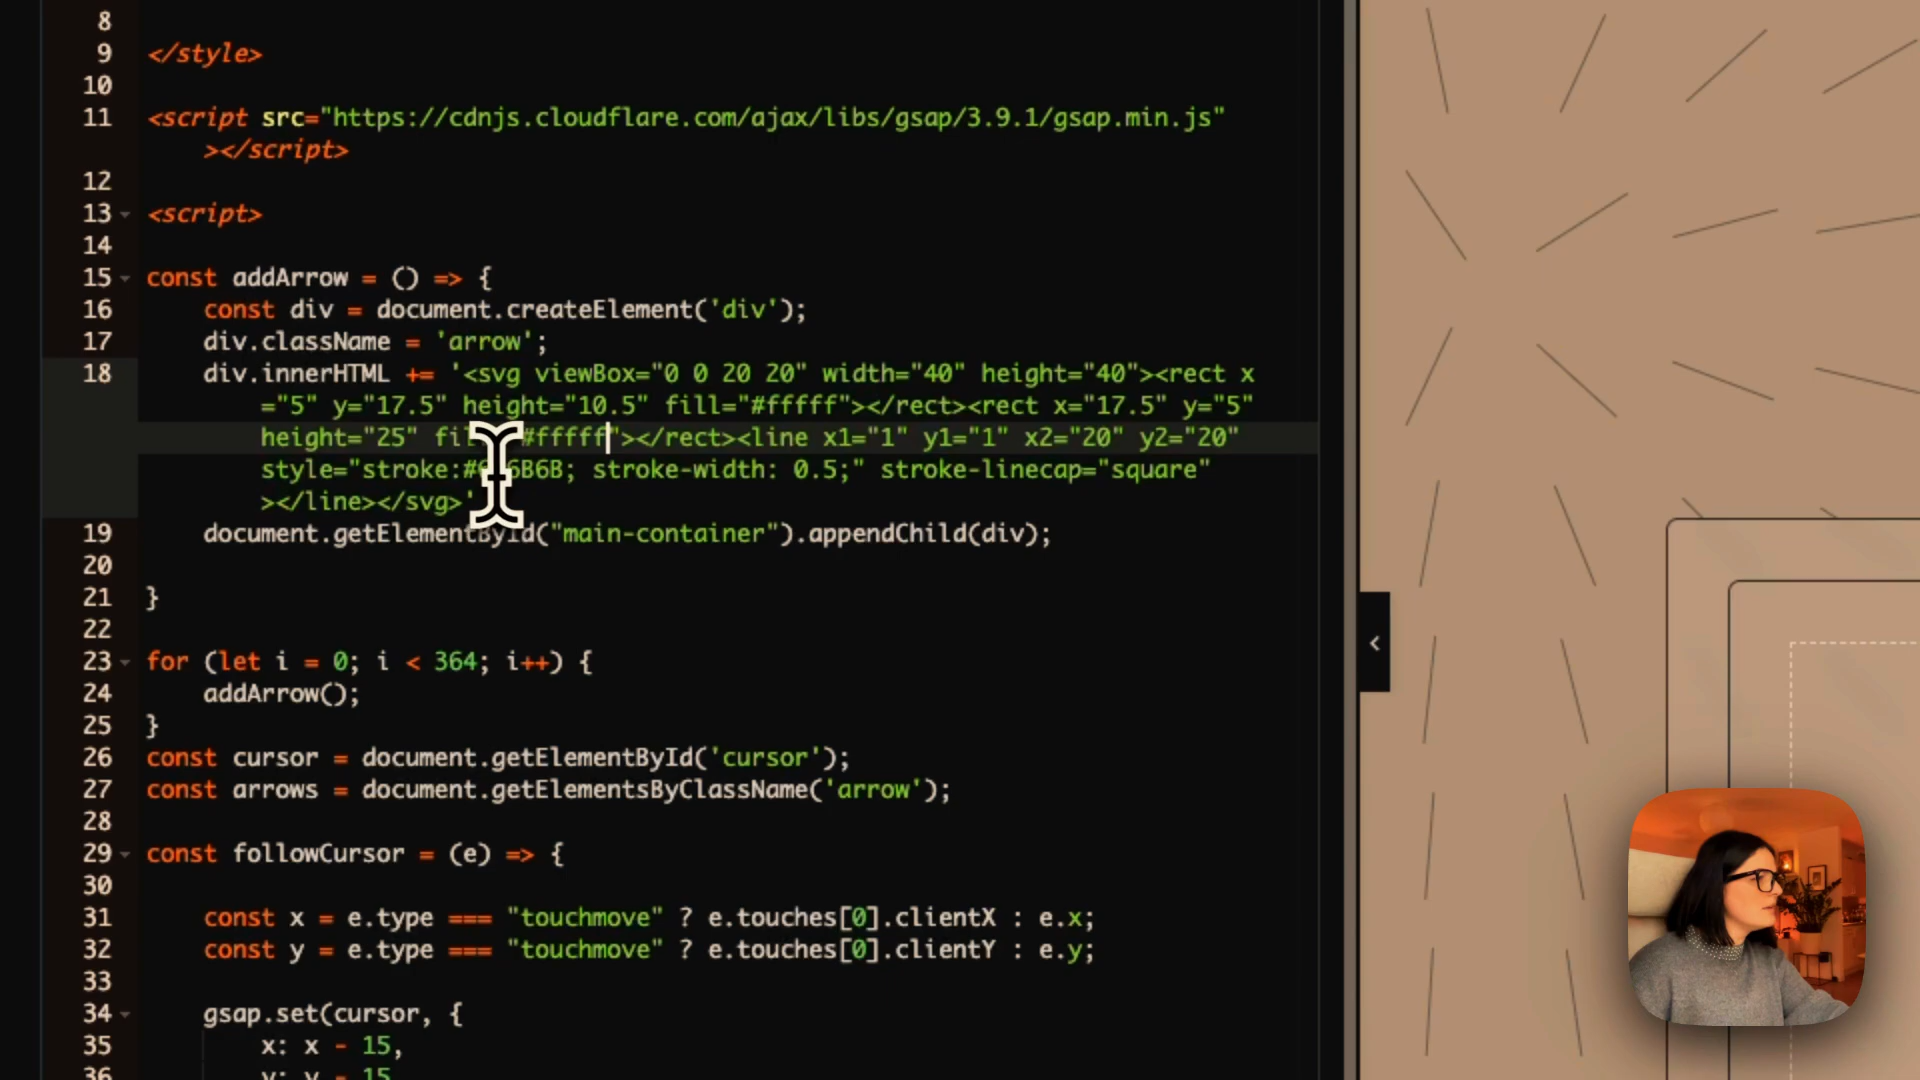 8
9 </style>
10
11 <script src="https://cdnjs.cloudflare.com/ajax/libs/gsap/3.9.1/gsap.min.js"
></script>
12
13 <script>
14
15 const addArrow = () => {
16 const div = document.createElement('div');
17 div.className = 'arrow';
18 div.innerHTML += '<svg viewBox="0 0 20 20" width="40" height="40"><rect x
="5" y="17.5" height="10.5" fill="#fffff"></rect><rect x="17.5" y="5"
height="25" #fffff"></rect><line x1="1" y1="1" x2="20" y2="20"
style="stroke: stroke-width: 0.5;" stroke-linecap="square"
></line></svg>'
19 document.getElementById("main-container").appendChild(div);
20
21 }
22
23 for (let i = 0; i < 364; i++) {
24 addArrow();
25 }
26 const cursor = document.getElementById('cursor');
27 const arrows = document.getElementsByClassName('arrow');
28
29 const followCursor = (e) => {
30
31 const x = e.type === "touchmove" ? e.touches[0].clientX : e.x;
32 const y = e.type === "touchmove" ? e.touches[0].clientY : e.y;
33
34 gsap.set(cursor, {
35 x: x - 15,
36 y: y - 15